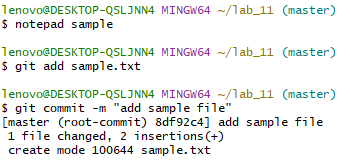 lenovo@DESKTOP-QSLJNN4 MINGW64 ~/lab_11 (master)
$ notepad sample
lenovo@DESKTOP-QSLJNN4 MINGW64 ~/lab_11 (master)
$ git add sample.txt
lenovo@DESKTOP-QSLJNN4 MINGW64 ~/lab_11 (master)
$ git commit -m "add sample file"
[master (root-commit) 8df92c4] add sample file
 1 file changed, 2 insertions(+)
 create mode 100644 sample.txt